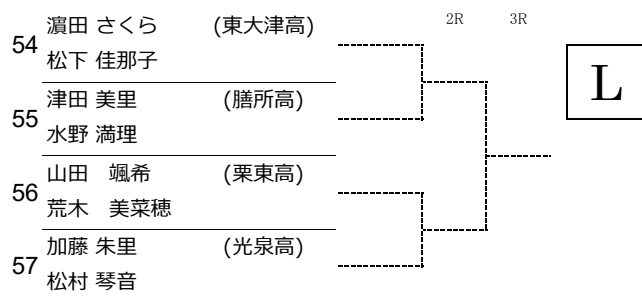 2R 3R
54 濵田 さくら (東大津高)
松下 佳那子
L
55 津田 美里 (膳所高)
水野 満理
56 山田　颯希 (栗東高)
荒木　美菜穂
57 加藤 朱里 (光泉高)
松村 琴音